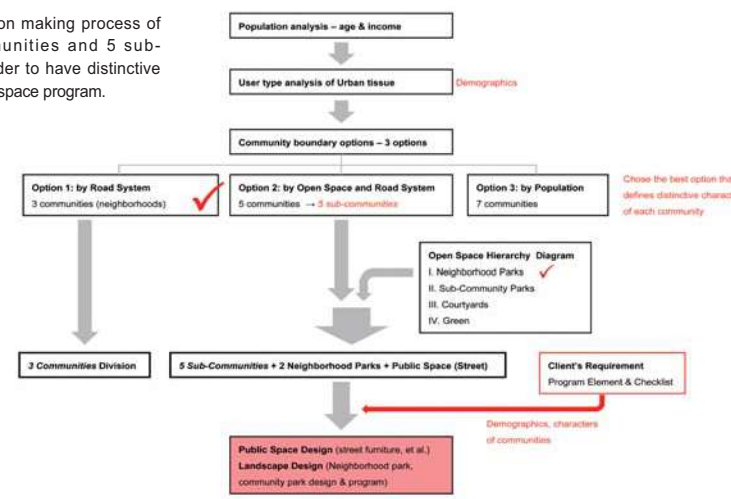 on making process of
unities and 5 sub-
der to have distinctive
space program.
Population analysis – age & income
User type analysis of Urban tissue
Demographics
Community boundary options – 3 options
Option 1: by Road System
3 communities (neighborhoods)
Option 2: by Open Space and Road System
5 communities → 5 sub-communities
Option 3: by Population
7 communities
Chose the best option tha
defines distinctive charac
of each community
Open Space Hierarchy Diagram
I. Neighborhood Parks
II. Sub-Community Parks
III. Courtyards
IV. Green
3 Communities Division
5 Sub-Communities + 2 Neighborhood Parks + Public Space (Street)
Client's Requirement
Program Element & Checklist
Demographics, characters
of communities
Public Space Design (street furniture, et al.)
Landscape Design (Neighborhood park,
community park design & program)